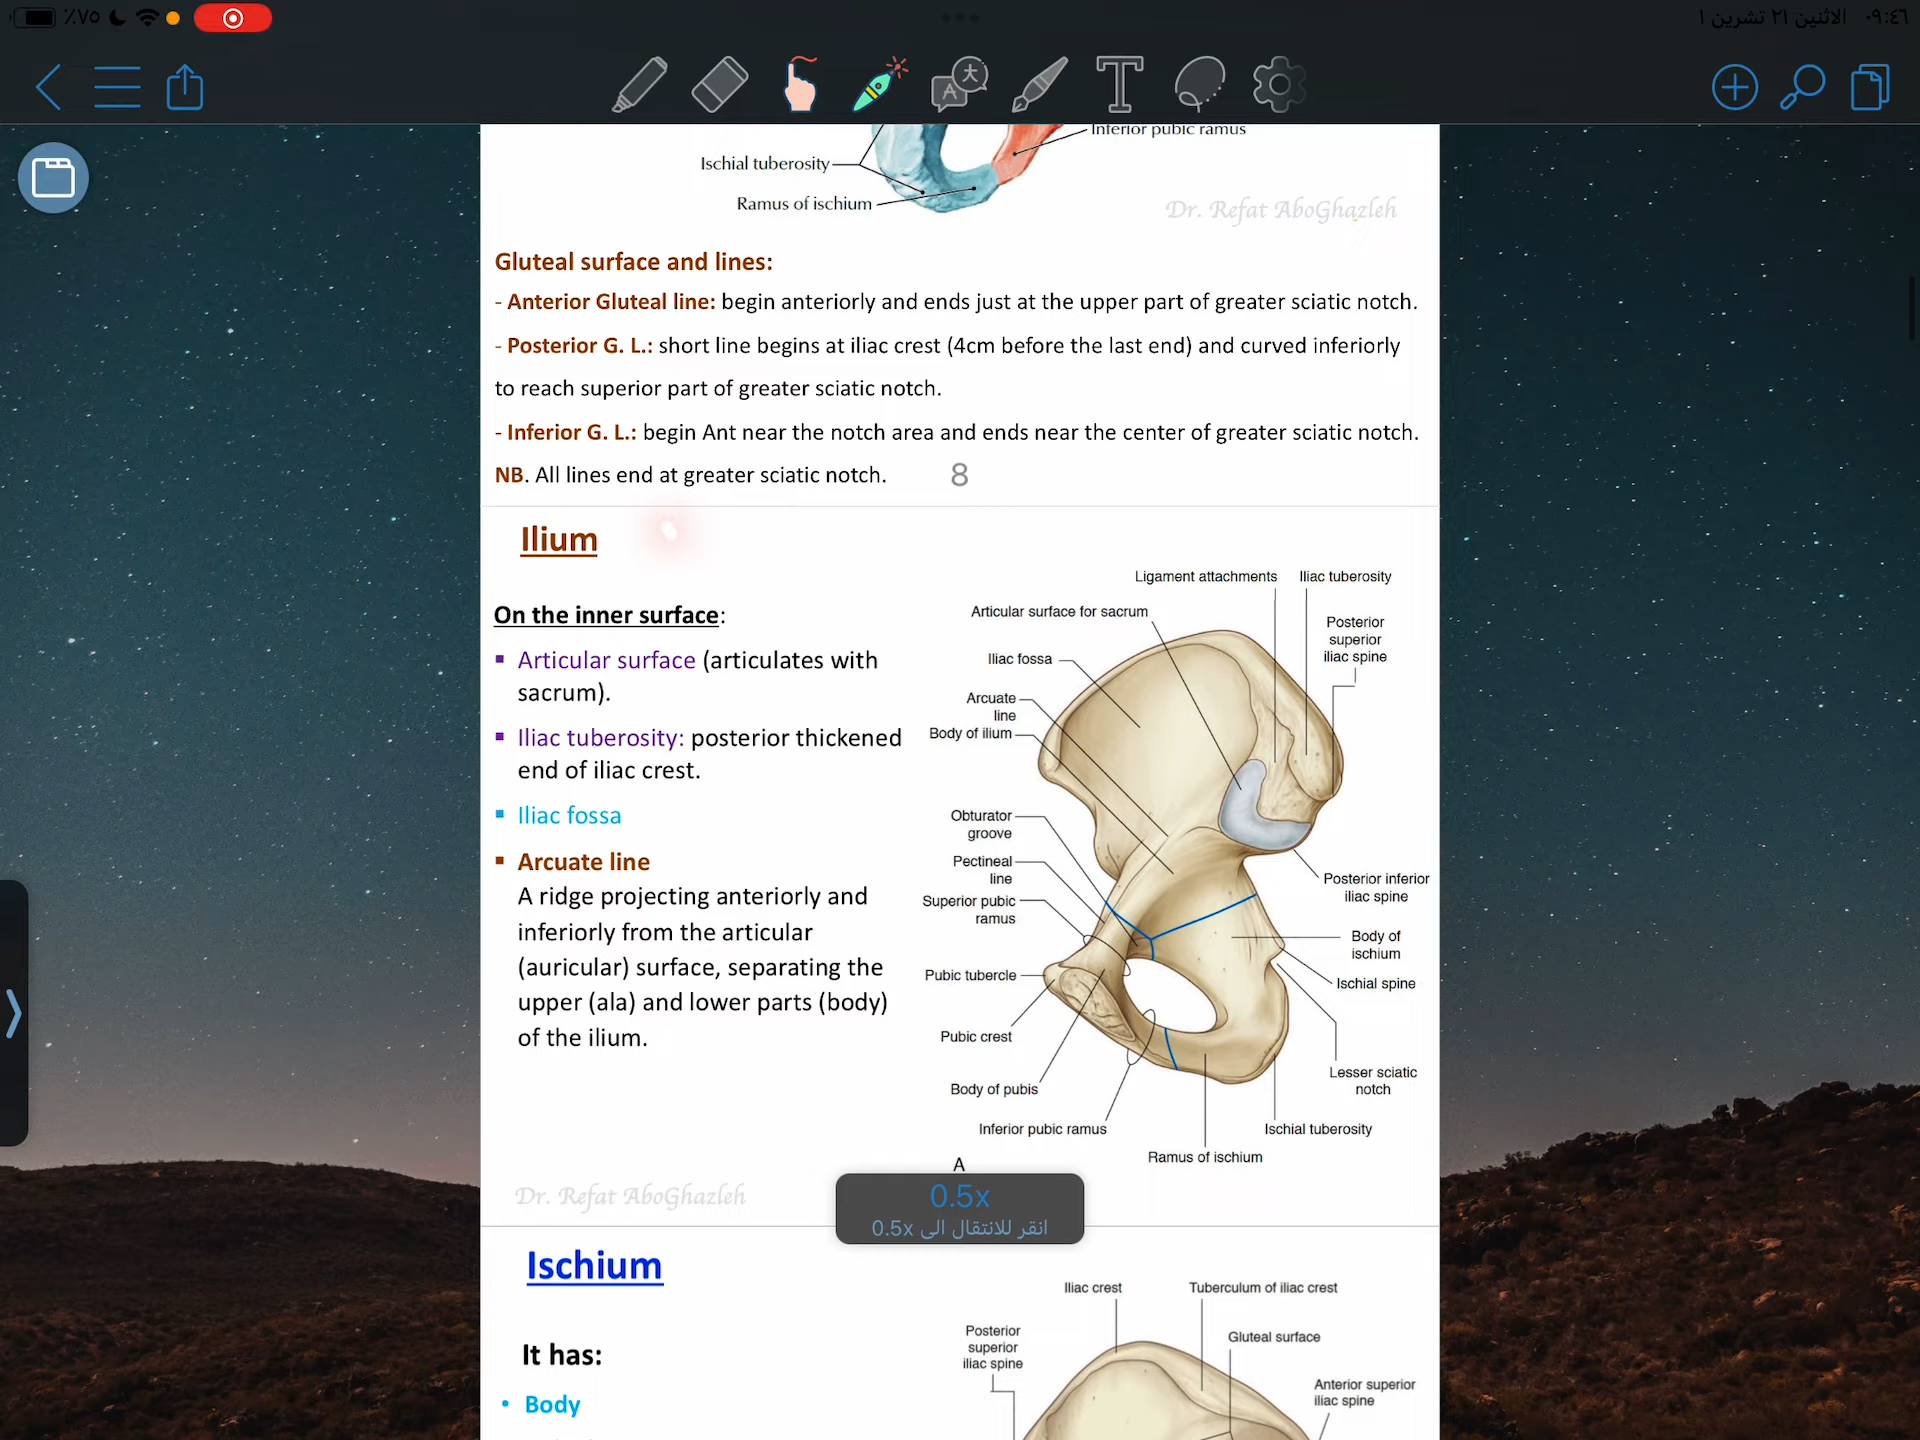 ٪٧٥
٠٩:٤٦ الاثنين ٢١ تشرين ١
Inferior pubic ramus
Ischial tuberosity
Ramus of ischium
Dr. Refat AboGhazleh
Gluteal surface and lines:
- Anterior Gluteal line: begin anteriorly and ends just at the upper part of greater sciatic notch.
- Posterior G. L.: short line begins at iliac crest (4cm before the last end) and curved inferiorly
to reach superior part of greater sciatic notch.
- Inferior G. L.: begin Ant near the notch area and ends near the center of greater sciatic notch.
NB. All lines end at greater sciatic notch.
8
Ilium
On the inner surface:
▪ Articular surface (articulates with
sacrum).
▪ Iliac tuberosity: posterior thickened
end of iliac crest.
▪ Iliac fossa
▪ Arcuate line
A ridge projecting anteriorly and
inferiorly from the articular
(auricular) surface, separating the
upper (ala) and lower parts (body)
of the ilium.
Ligament attachments
Iliac tuberosity
Articular surface for sacrum
Posterior
superior
iliac spine
Iliac fossa
Arcuate
line
Body of ilium
Obturator
groove
Pectineal
line
Superior pubic
ramus
Posterior inferior
iliac spine
Body of
ischium
Pubic tubercle
Ischial spine
Pubic crest
Lesser sciatic
notch
Body of pubis
Inferior pubic ramus
Ischial tuberosity
Ramus of ischium
A
Dr. Refat AboGhazleh
0.5x
انقر للانتقال الى 0.5x
Ischium
It has:
• Body
Iliac crest
Tuberculum of iliac crest
Posterior
superior
iliac spine
Gluteal surface
Anterior superior
iliac spine